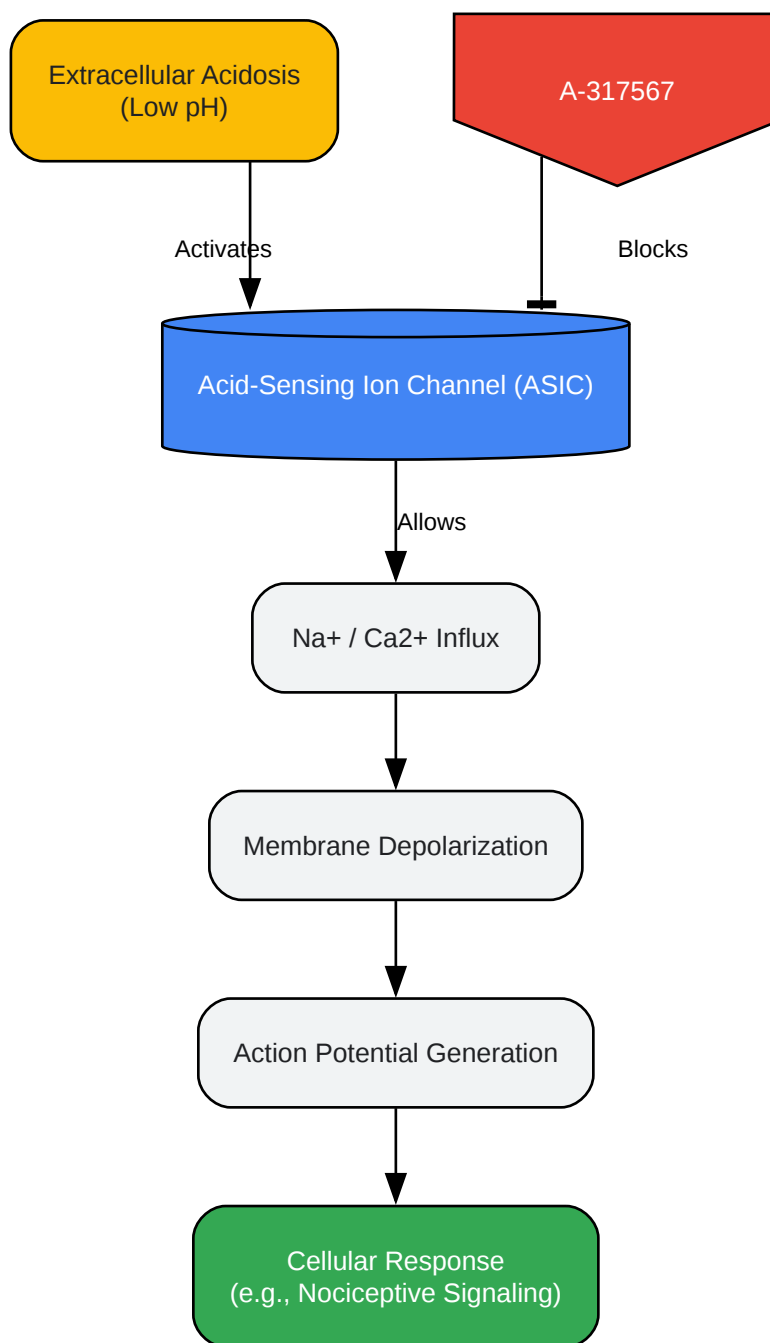 Extracellular Acidosis
(Low pH)
A-317567
Activates
Blocks
Acid-Sensing Ion Channel (ASIC)
Allows
Na+ / Ca2+ Influx
Membrane Depolarization
Action Potential Generation
Cellular Response
(e.g., Nociceptive Signaling)